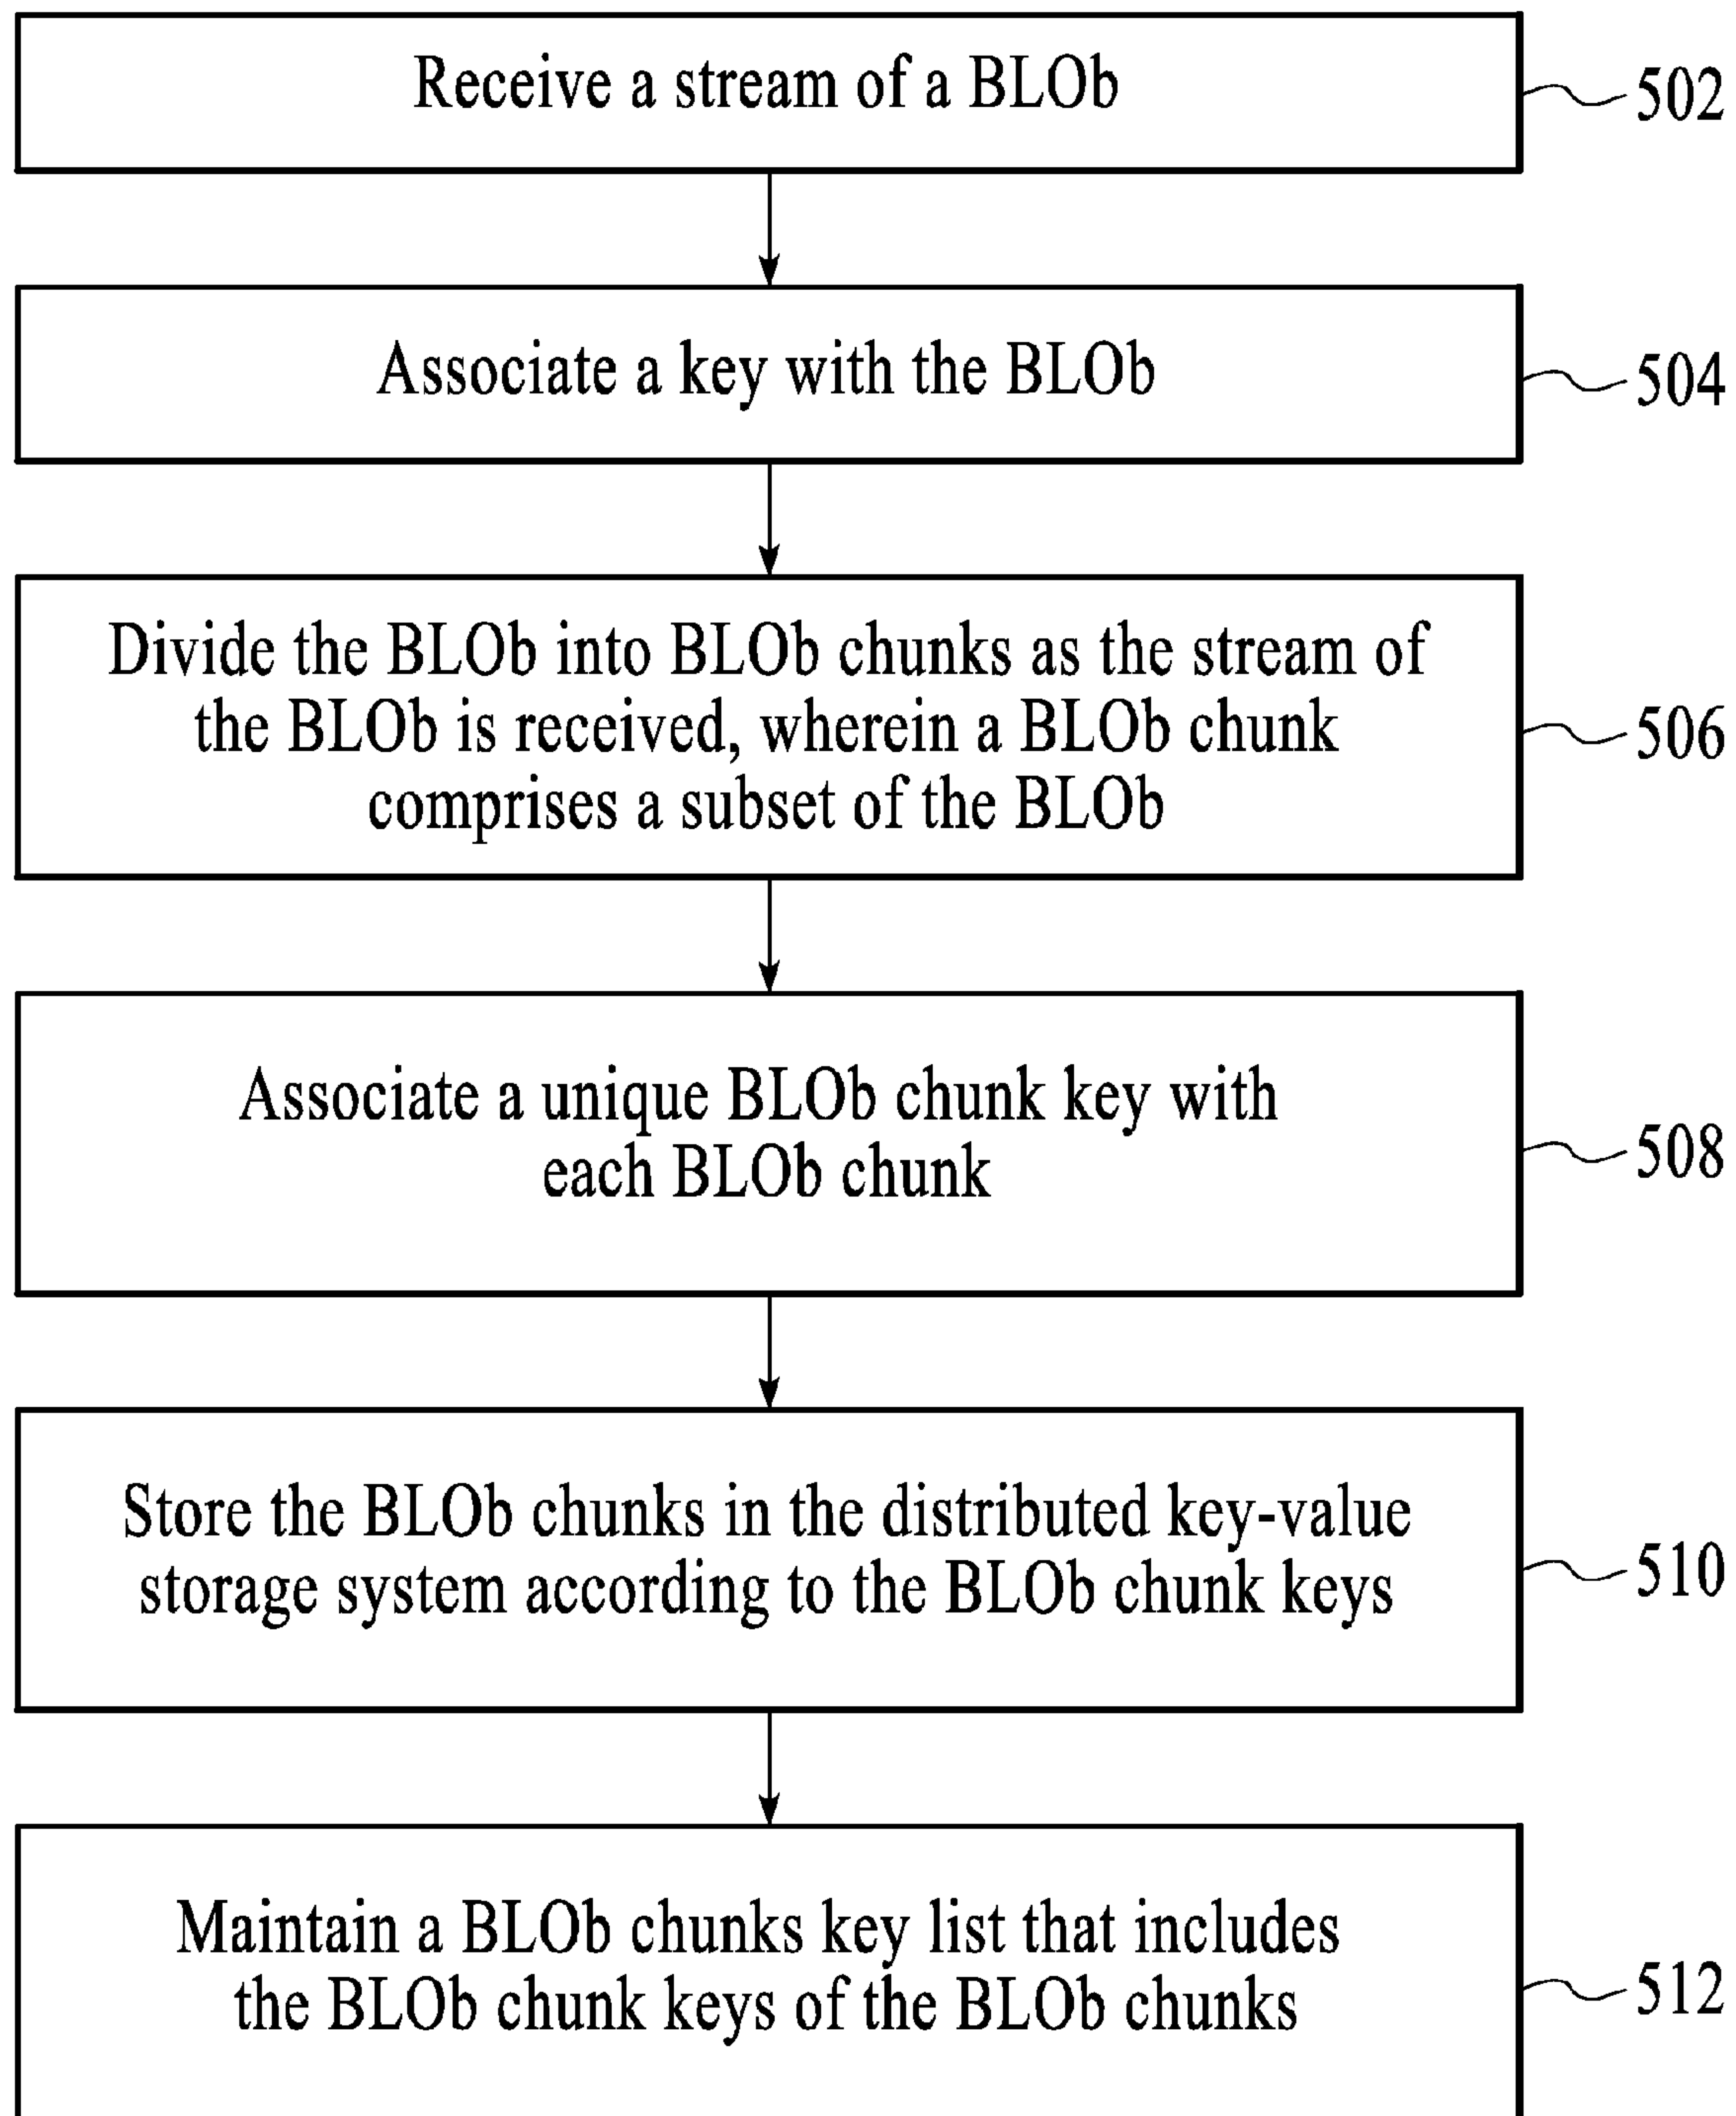 Receive a stream of a BLOb
502
Associate a key with the BLOb
504
Divide the BLOb into BLOb chunks as the stream of
the BLOb is received, wherein a BLOb chunk
comprises a subset of the BLOb
506
Associate a unique BLOb chunk key with
each BLOb chunk
508
Store the BLOb chunks in the distributed key-value
storage system according to the BLOb chunk keys
510
Maintain a BLOb chunks key list that includes
the BLOb chunk keys of the BLOb chunks
512